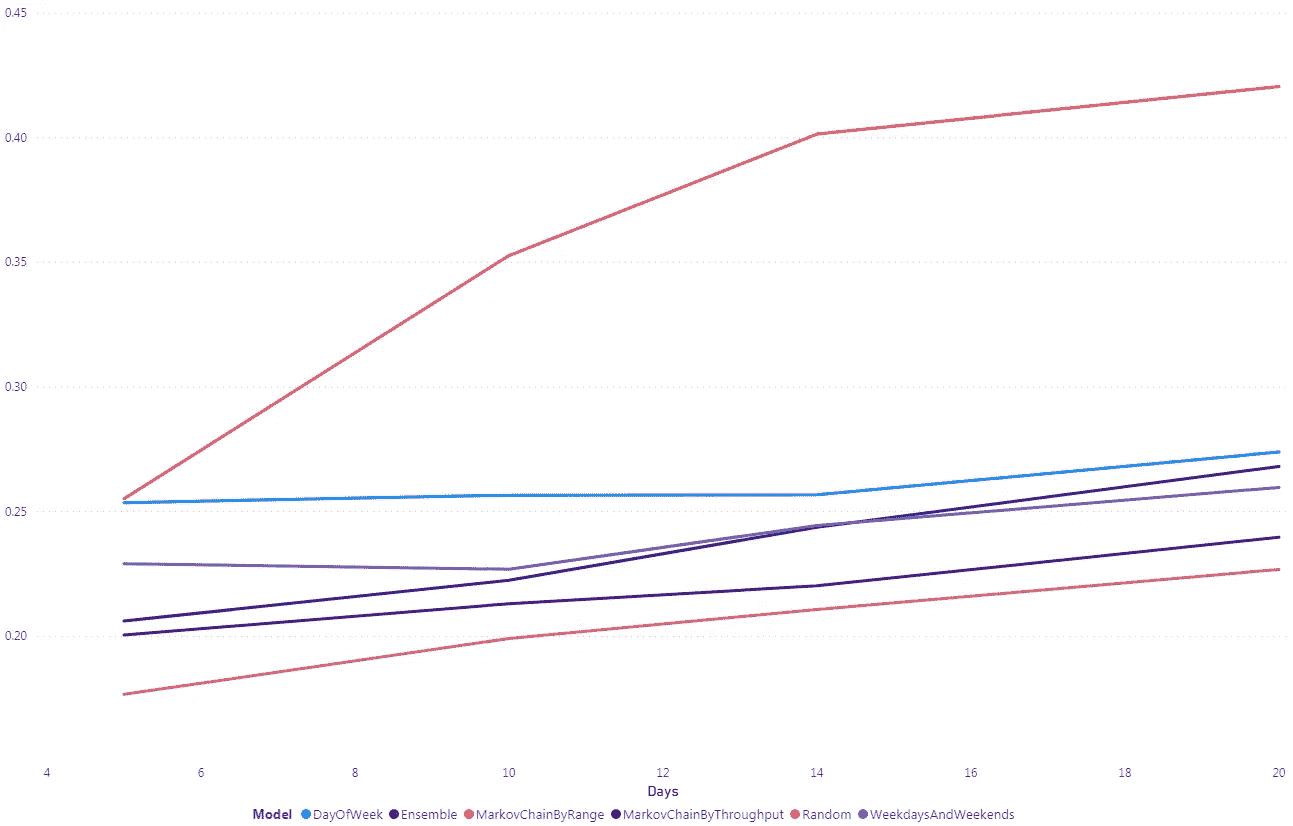 0.45
0.40
0.35
0.30
0.25
0.20
4 6 8 10 12 14 16 18 20
Days
Model DayOfWeek Ensemble MarkovChainByRange MarkovChainByThroughput Random WeekdaysAndWeekends